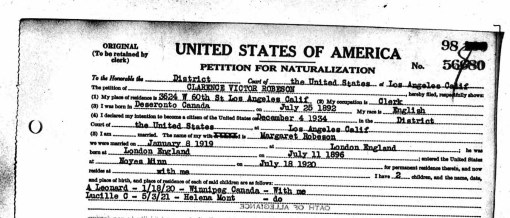 ORIGINAL
(To be retained by
clerk)
UNITED STATES OF AMERICA
PETITION FOR NATURALIZATION
98
No. 56980
To the Honorable the District Court of the United States of Los Angeles Calif
The petition of CLARENCE VICTOR ROBESON , hereby filed, respectfully shows:
(1) My place of residence is 3624 W 60th St Los Angeles Calif (2) My occupation is Clerk
(3) I was born in Deseronto Canada on July 25 1892 My race is English
(4) I declared my intention to become a citizen of the United States on December 4 1934 in the District
Court of the United States at Los Angeles Calif
(5) I am married. The name of my wife is Margaret Robeson
we were married on January 8 1919 at London England ; he was
born at London England on July 11 1896 ; entered the United States
at Noyes Minn on July 18 1920 for permanent residence therein, and now
resides at with me I have 2 children, and the name, date,
and place of birth, and place of residence of each of said children are as follows:
A Leonard - 1/18/20 - Winnipeg Canada - With me
Lucille C - 5/3/21 - Helena Mont - do
OATH OF ALLEGIANCE